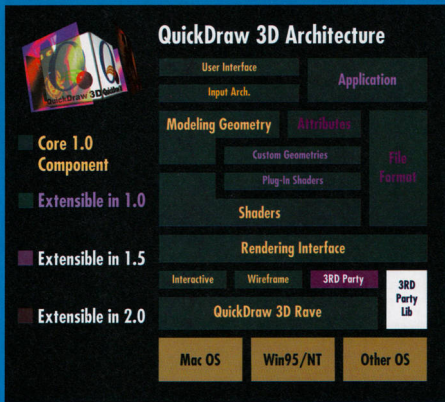 QuickDraw 3D
QuickDraw 3D Architecture
User Interface
Input Arch.
Application
Modeling Geometry
Attributes
Custom Geometries
Plug-In Shaders
File
Format
Shaders
Rendering Interface
Interactive
Wireframe
3RD Party
3RD
Party
Lib
QuickDraw 3D Rave
Mac OS
Win95/NT
Other OS
Core 1.0
Component
Extensible in 1.0
Extensible in 1.5
Extensible in 2.0